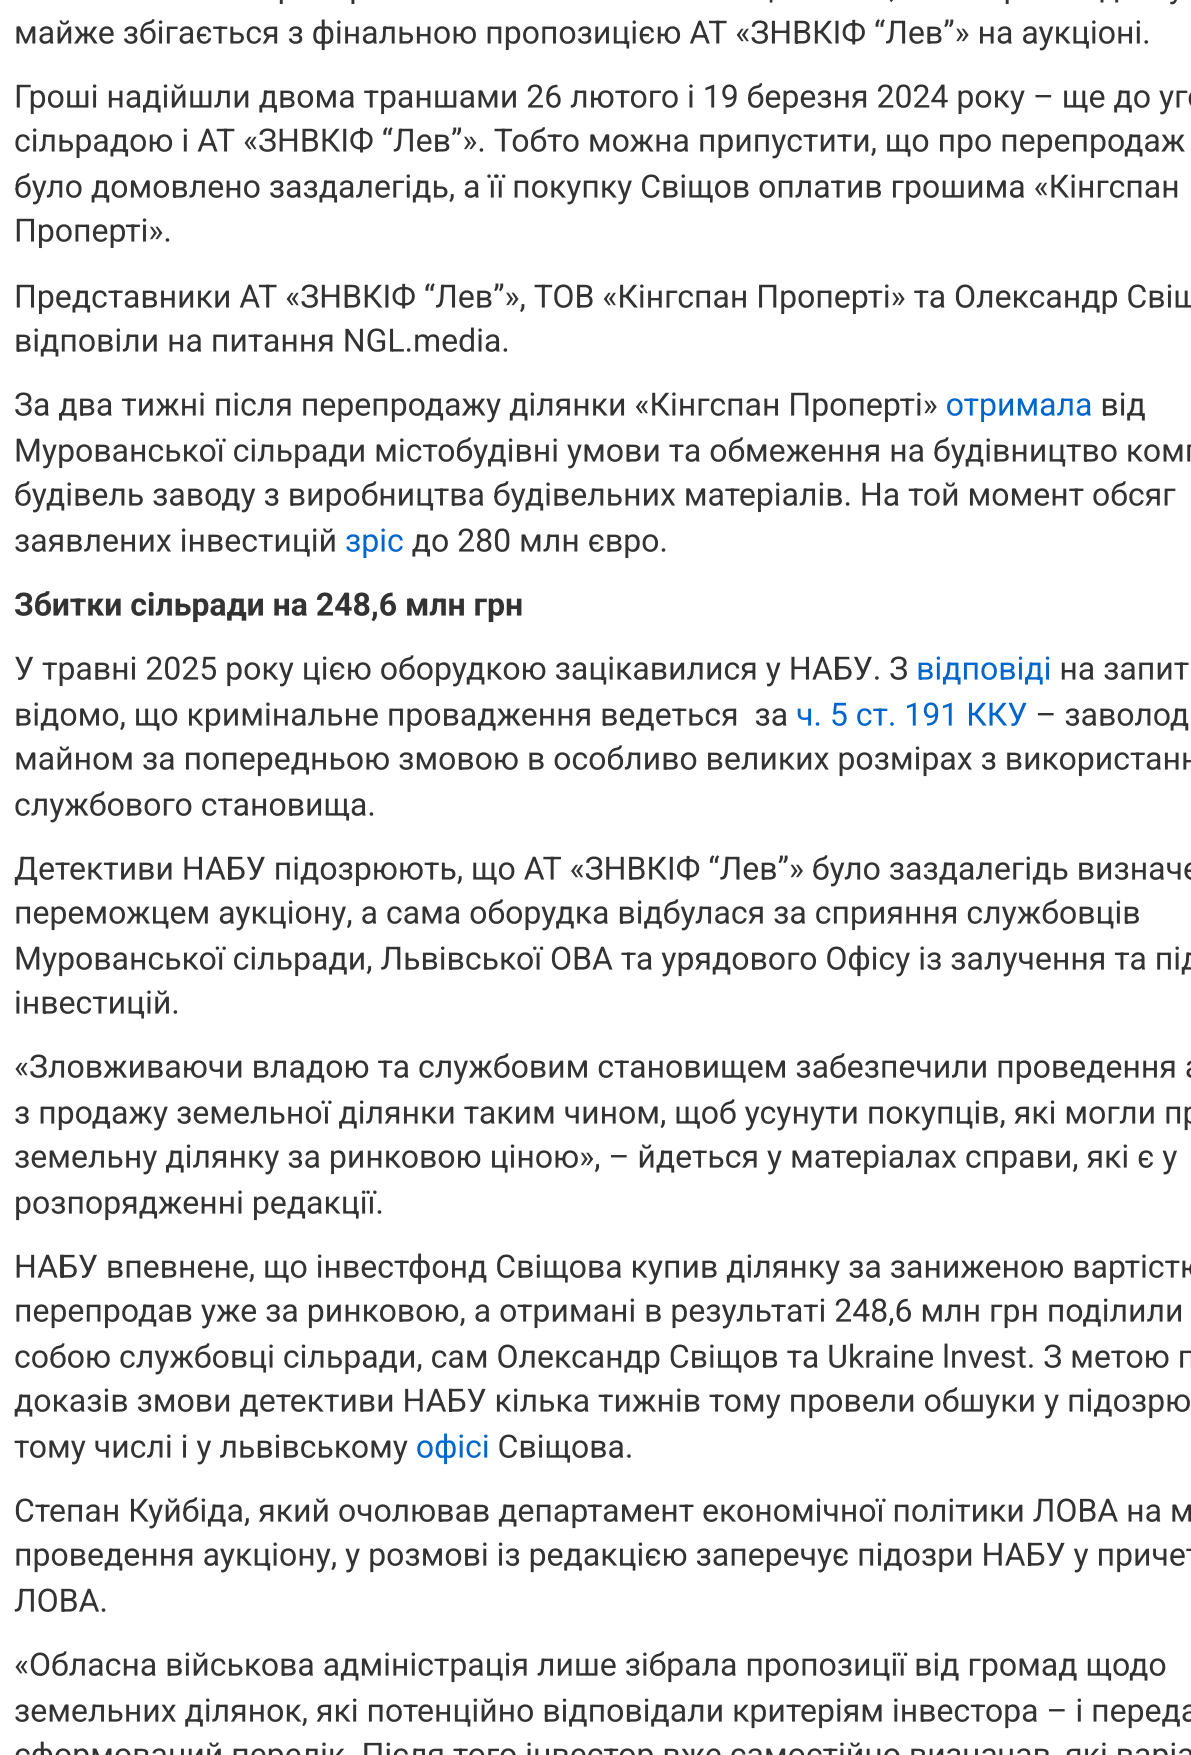 майже збігається з фінальною пропозицією АТ «ЗНВКІФ “Лев”» на аукціоні.
Гроші надійшли двома траншами 26 лютого і 19 березня 2024 року – ще до
сільрадою і АТ «ЗНВКІФ “Лев”». Тобто можна припустити, що про перепродаж
було домовлено заздалегідь, а її покупку Свіщов оплатив грошима «Кінгспан
Проперті».
Представники АТ «ЗНВКІФ “Лев”», ТОВ «Кінгспан Проперті» та Олександр
відповіли на питання NGL.media.
За два тижні після перепродажу ділянки «Кінгспан Проперті» отримала від
Мурованської сільради містобудівні умови та обмеження на будівництво
будівель заводу з виробництва будівельних матеріалів. На той момент обсяг
заявлених інвестицій зріс до 280 млн євро.
Збитки сільради на 248,6 млн грн
У травні 2025 року цією оборудкою зацікавилися у НАБУ. З відповіді на запит
відомо, що кримінальне провадження ведеться за ч. 5 ст. 191 ККУ –
майном за попередньою змовою в особливо великих розмірах з
службового становища.
Детективи НАБУ підозрюють, що АТ «ЗНВКІФ “Лев”» було заздалегідь
переможцем аукціону, а сама оборудка відбулася за сприяння службовців
Мурованської сільради, Львівської ОВА та урядового Офісу із залучення та
інвестицій.
«Зловживаючи владою та службовим становищем забезпечили проведення
з продажу земельної ділянки таким чином, щоб усунути покупців, які могли
земельну ділянку за ринковою ціною», – йдеться у матеріалах справи, які є у
розпорядженні редакції.
НАБУ впевнене, що інвестфонд Свіщова купив ділянку за заниженою
перепродав уже за ринковою, а отримані в результаті 248,6 млн грн поділили
собою службовці сільради, сам Олександр Свіщов та Ukraine Invest. З метою
доказів змови детективи НАБУ кілька тижнів тому провели обшуки у
тому числі і у львівському офісі Свіщова.
Степан Куйбіда, який очолював департамент економічної політики ЛОВА на
проведення аукціону, у розмові із редакцією заперечує підозри НАБУ у
ЛОВА.
«Обласна військова адміністрація лише зібрала пропозиції від громад щодо
земельних ділянок, які потенційно відповідали критеріям інвестора – і
сформований перелік. Після того інвестор вже самостійно визначав, які